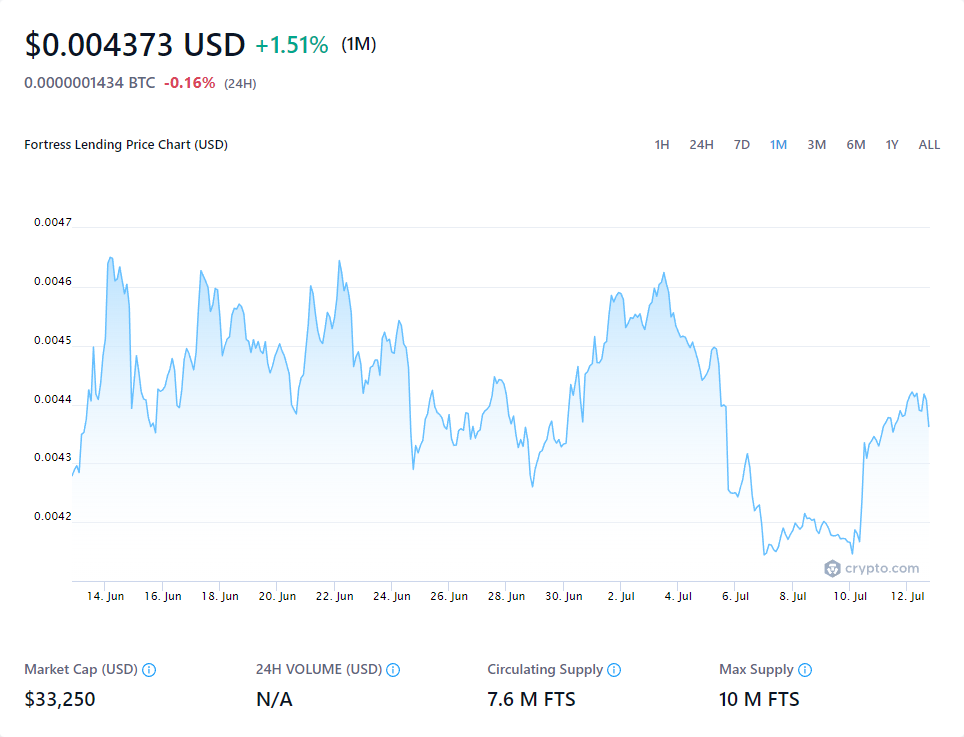 $0.004373 USD +1.51% (1M)
0.0000001434 BTC -0.16% (24H)
Fortress Lending Price Chart (USD) 1H 24H 7D 1M 3M 6M 1Y ALL
0.0047
0.0046
0.0045
0.0044
0.0043
0.0042
crypto.com
14. Jun 16. Jun 18. Jun 20. Jun 22. Jun 24. Jun 26. Jun 28. Jun 30. Jun 2. Jul 4. Jul 6. Jul 8. Jul 10. Jul 12. Jul
Market Cap (USD) 24H VOLUME (USD) Circulating Supply Max Supply
$33,250 N/A 7.6 M FTS 10 M FTS